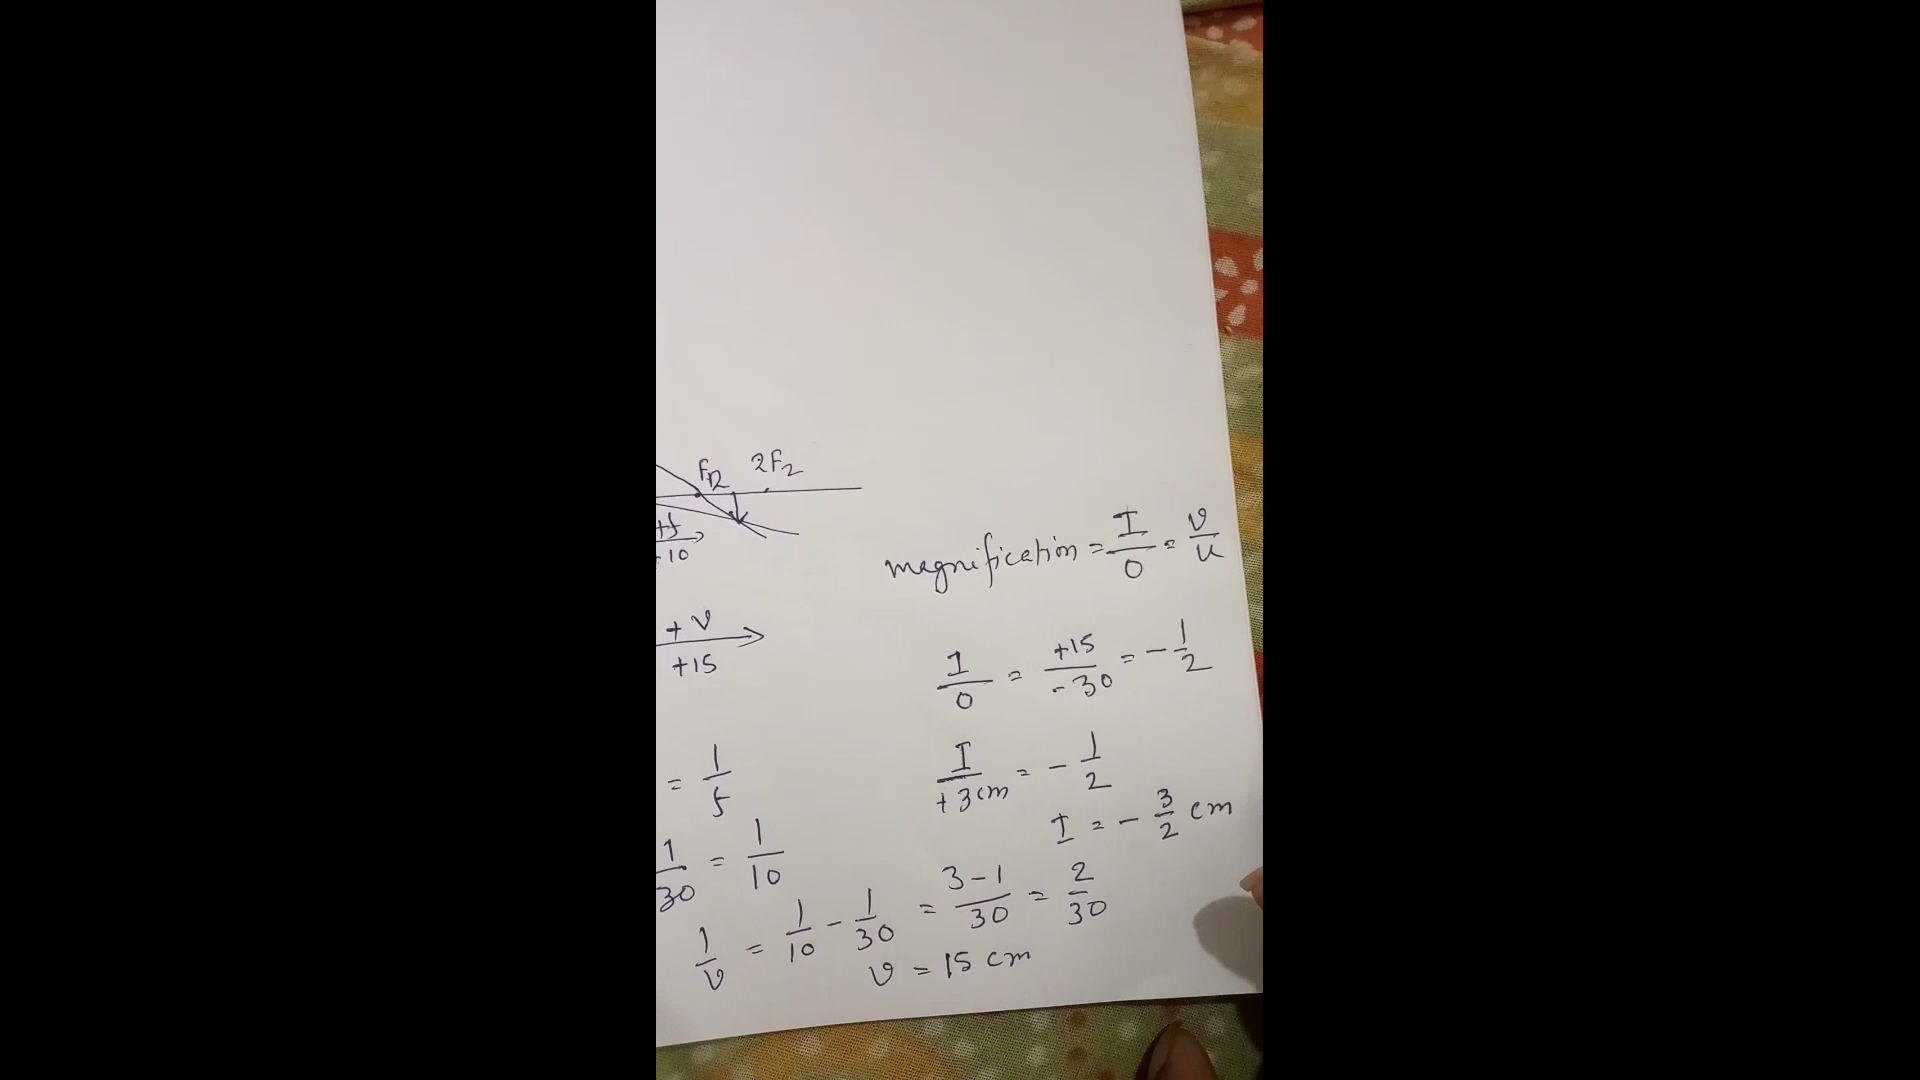 F2 2F2
+f
10
+v
+15
= 1/5
1/30 = 1/10
magnification = I/O = v/u
I/O = +15/-30 = -1/2
I/+3cm = -1/2
I = -3/2 cm
1/v = 1/10 - 1/30 = 3-1/30 = 2/30
v = 15 cm